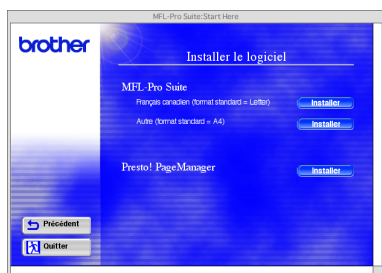 MFL-Pro Suite:Start Here
brother
Installer le logiciel
MFL-Pro Suite
Français canadien (format standard = Letter)
Installer
Autre (format standard = A4)
Installer
Presto! PageManager
Installer
Précédent
Quitter